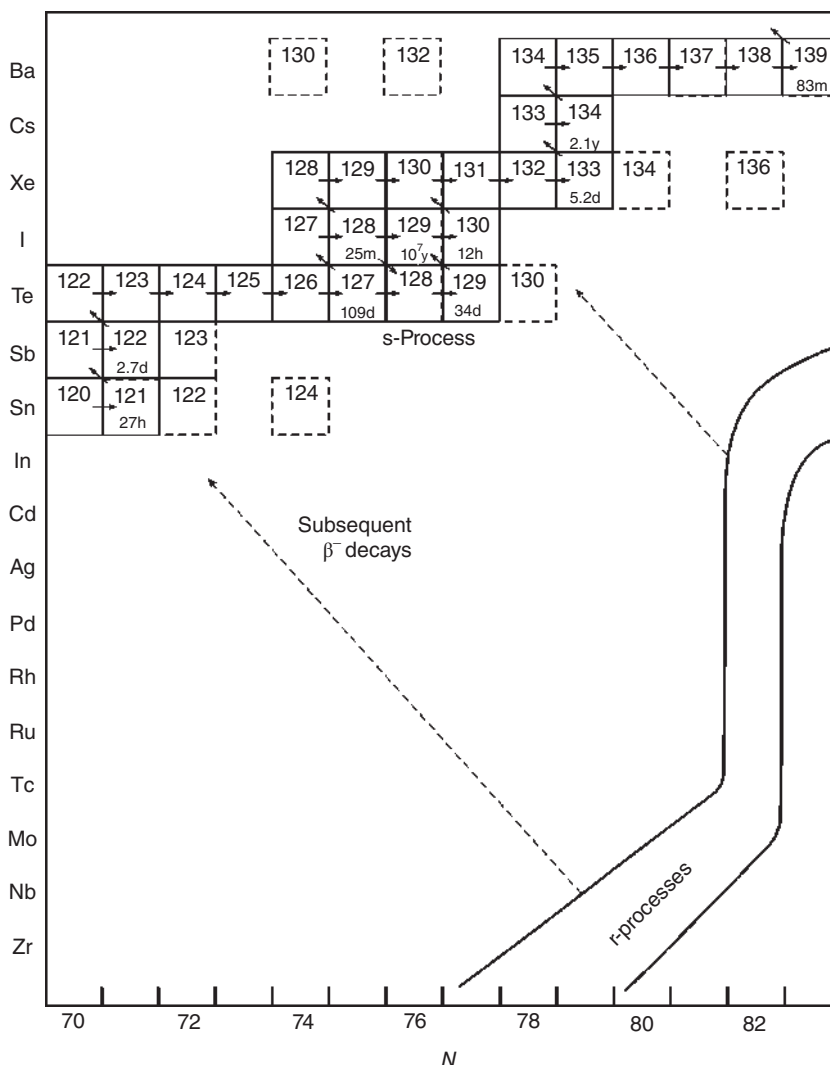 Ba 130 132 134 135 136 137 138 139
83m
Cs 133 134
2.1y
Xe 128 129 130 131 132 133 134 136
5.2d
I 127 128 129 130
25m 10⁷y 12h
Te 122 123 124 125 126 127 128 129 130
109d 34d
s-Process
Sb 121 122 123
2.7d
Sn 120 121 122 124
27h
In
Cd
Subsequent
β⁻ decays
Ag
Pd
Rh
Ru
Tc
Mo
Nb
r-processes
Zr
70 72 74 76 78 80 82
N